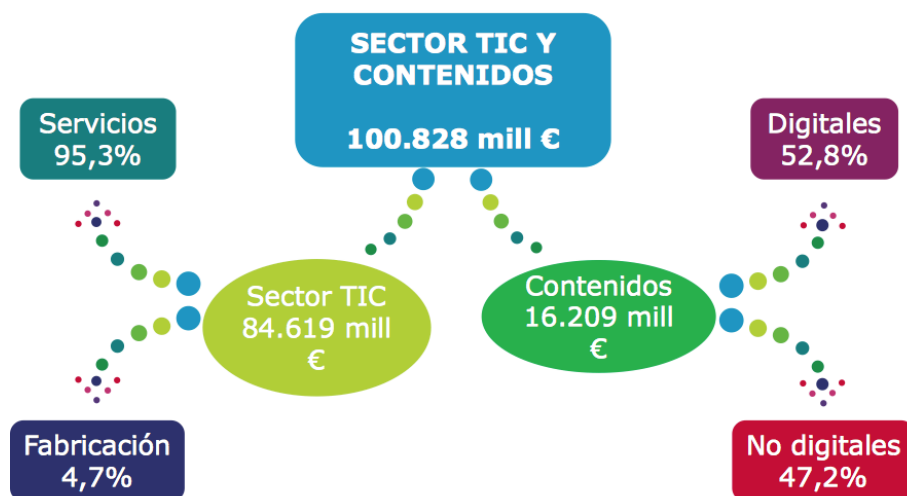 SECTOR TIC Y
CONTENIDOS
100.828 mill €
Servicios
95,3%
Digitales
52,8%
Sector TIC
84.619 mill
€
Contenidos
16.209 mill
€
Fabricación
4,7%
No digitales
47,2%